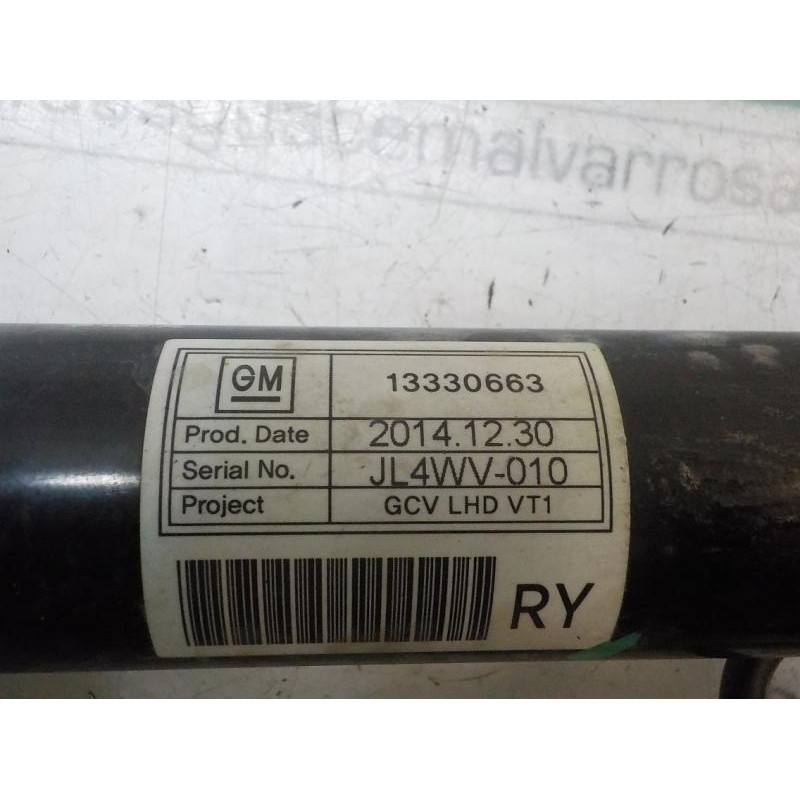 GM 13330663
Prod. Date 2014.12.30
Serial No. JL4WV-010
Project GCV LHD VT1
RY